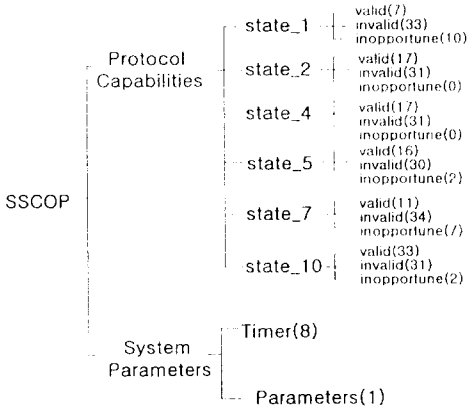 SSCOP
Protocol
Capabilities
state_1
valid(7)
invalid(33)
inopportune(10)
state_2
valid(17)
invalid(31)
inopportune(0)
state_4
valid(17)
invalid(31)
inopportune(0)
state_5
valid(16)
invalid(30)
inopportune(2)
state_7
valid(11)
invalid(34)
inopportune(7)
state_10
valid(33)
invalid(31)
inopportune(2)
System
Parameters
Timer(8)
Parameters(1)